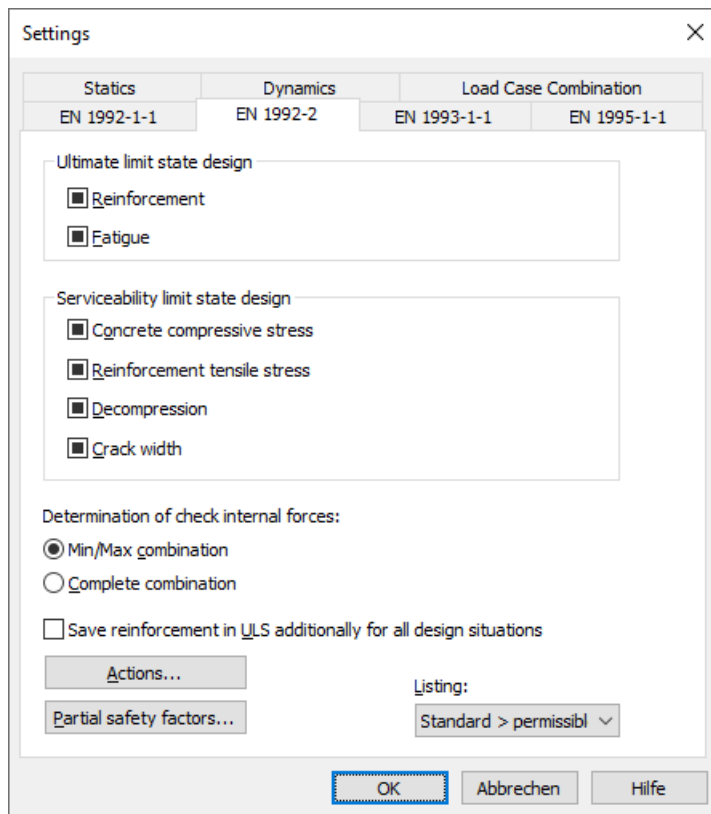 Settings
Statics Dynamics Load Case Combination
EN 1992-1-1 EN 1992-2 EN 1993-1-1 EN 1995-1-1
Ultimate limit state design
Reinforcement
Fatigue
Serviceability limit state design
Concrete compressive stress
Reinforcement tensile stress
Decompression
Crack width
Determination of check internal forces:
Min/Max combination
Complete combination
Save reinforcement in ULS additionally for all design situations
Actions...
Listing:
Partial safety factors...
Standard > permissibl
OK Abbrechen Hilfe